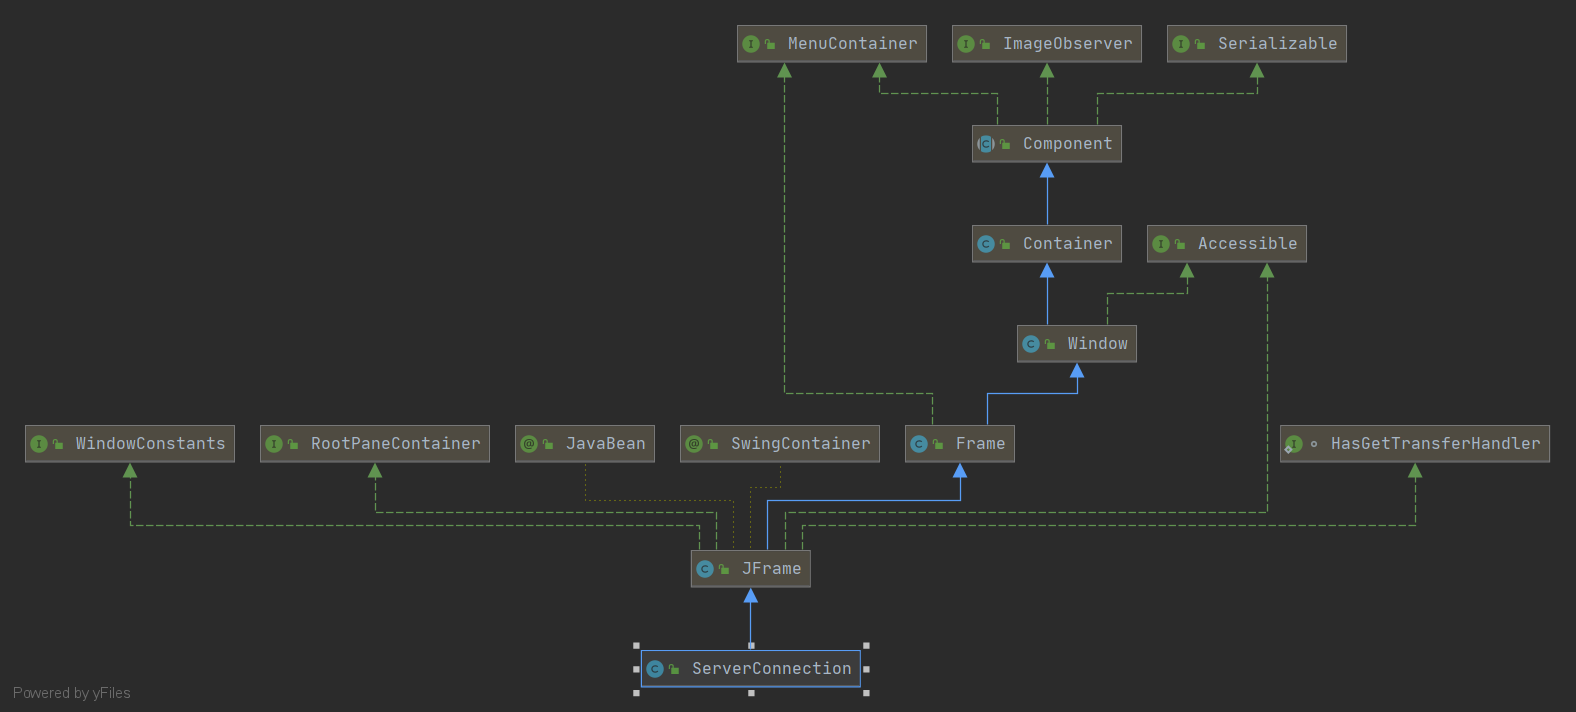 MenuContainer
ImageObserver
Serializable
Component
Container
Accessible
Window
WindowConstants
RootPaneContainer
JavaBean
SwingContainer
Frame
HasGetTransferHandler
JFrame
ServerConnection
Powered by yFiles